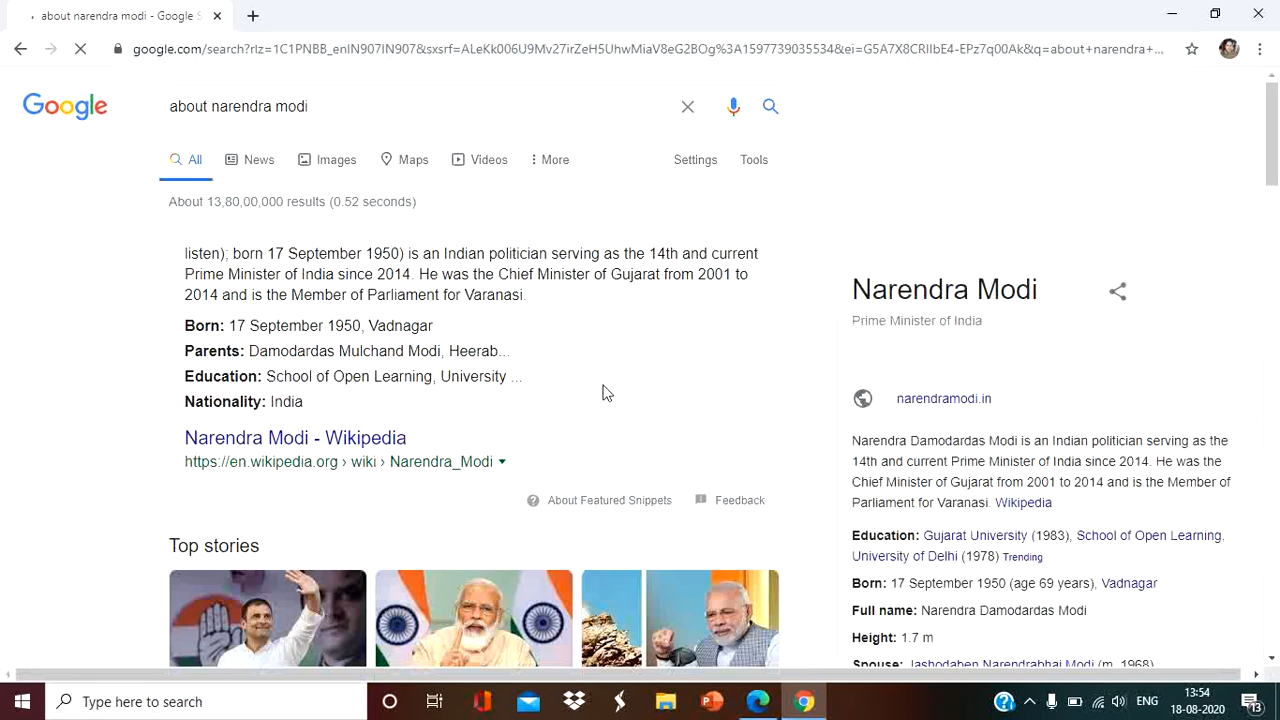 about narendra modi - Google S
google.com/search?rlz=1C1PNBB_enIN907IN907&sxsrf=ALeKk006U9Mv27irZeH5UhwMiaV8eG2BOg%3A1597739035534&ei=G5A7X8CRIIbE4-EPz7q00Ak&q=about+narendra+...
Google
about narendra modi
All News Images Maps Videos More Settings Tools
About 13,80,00,000 results (0.52 seconds)
listen); born 17 September 1950) is an Indian politician serving as the 14th and current
Prime Minister of India since 2014. He was the Chief Minister of Gujarat from 2001 to
2014 and is the Member of Parliament for Varanasi.
Born: 17 September 1950, Vadnagar
Parents: Damodardas Mulchand Modi, Heerab...
Education: School of Open Learning, University ...
Nationality: India
Narendra Modi - Wikipedia
https://en.wikipedia.org › wiki › Narendra_Modi
About Featured Snippets Feedback
Top stories
Narendra Modi
Prime Minister of India
narendramodi.in
Narendra Damodardas Modi is an Indian politician serving as the
14th and current Prime Minister of India since 2014. He was the
Chief Minister of Gujarat from 2001 to 2014 and is the Member of
Parliament for Varanasi. Wikipedia
Education: Gujarat University (1983), School of Open Learning,
University of Delhi (1978) Trending
Born: 17 September 1950 (age 69 years), Vadnagar
Full name: Narendra Damodardas Modi
Height: 1.7 m
Spouse: Jashodaben Narendrabhai Modi (m. 1968)
Type here to search
ENG
13:54
18-08-2020
13